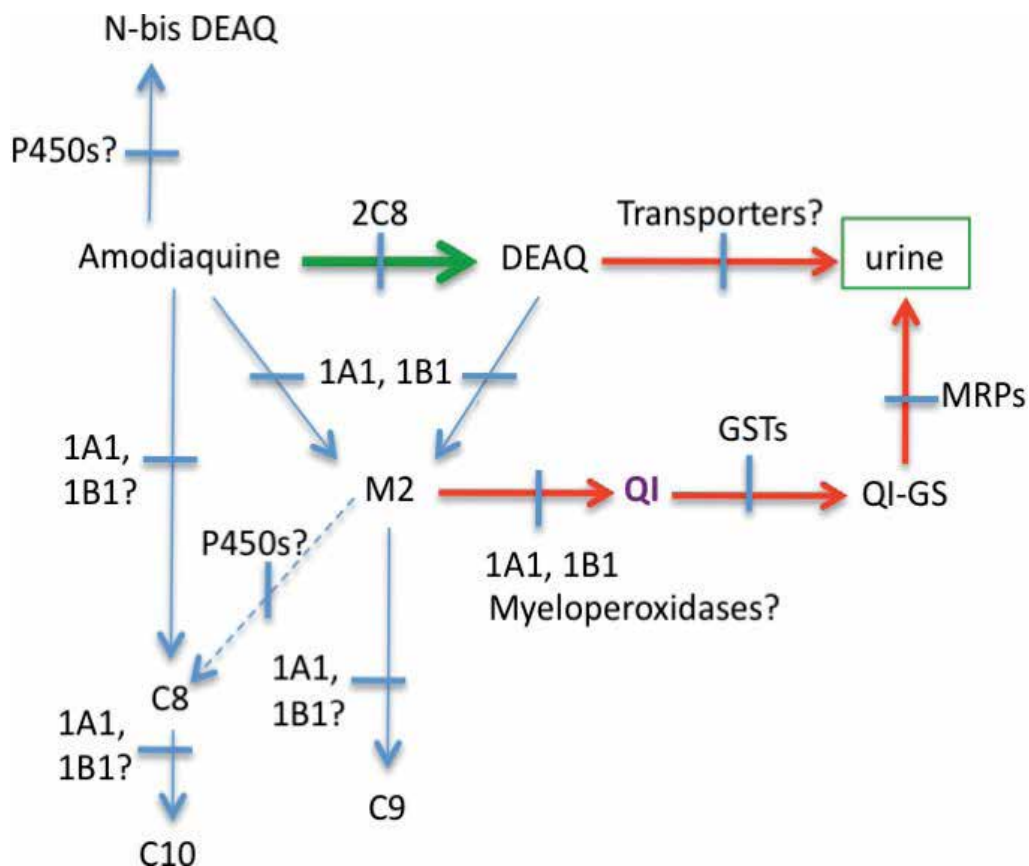 N-bis DEAQ
P450s?
2C8
Transporters?
Amodiaquine
DEAQ
urine
1A1, 1B1
MRPs
1A1,
1B1?
GSTs
M2
QI
QI-GS
P450s?
1A1, 1B1
Myeloperoxidases?
1A1,
1B1?
C8
1A1,
1B1?
C9
C10